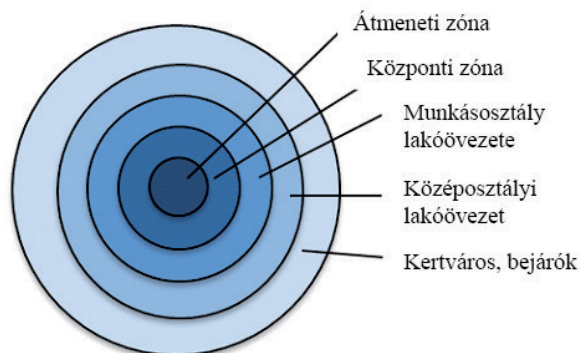 Átmeneti zóna
Központi zóna
Munkásosztály
lakóövezete
Középosztályi
lakóövezet
Kertváros, bejárók